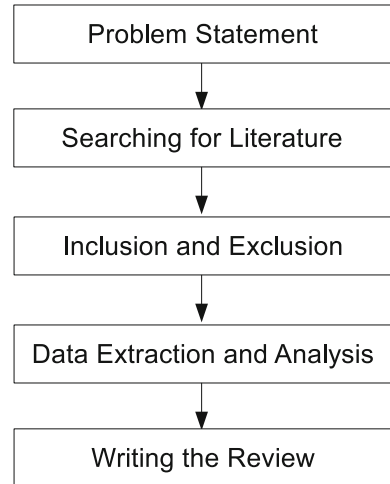 Problem Statement
Searching for Literature
Inclusion and Exclusion
Data Extraction and Analysis
Writing the Review